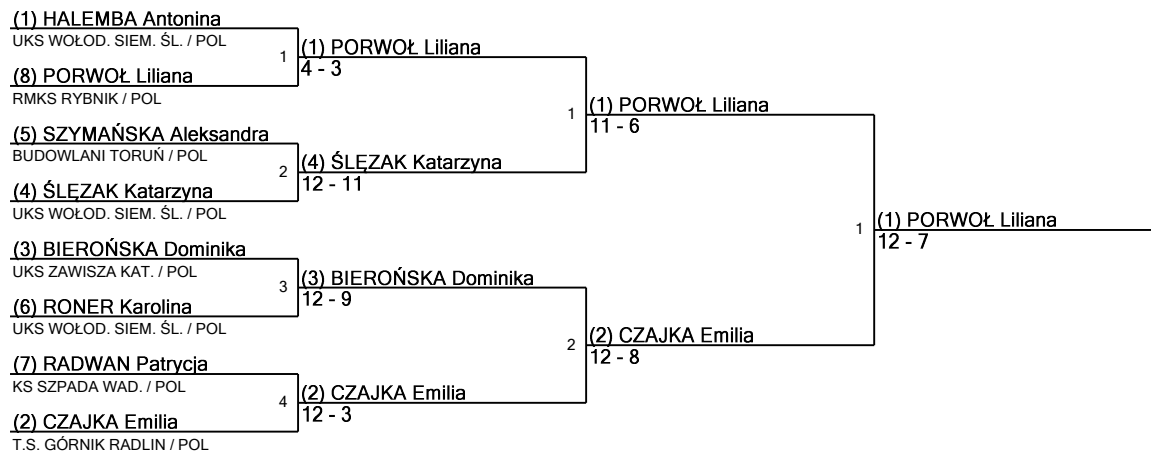 (1) HALEMBA Antonina
UKS WOŁOD. SIEM. ŚL. / POL
1
(8) PORWOŁ Liliana
RMKS RYBNIK / POL
(5) SZYMAŃSKA Aleksandra
BUDOWLANI TORUŃ / POL
2
(4) ŚLĘZAK Katarzyna
UKS WOŁOD. SIEM. ŚL. / POL
(3) BIEROŃSKA Dominika
UKS ZAWISZA KAT. / POL
3
(6) RONER Karolina
UKS WOŁOD. SIEM. ŚL. / POL
(7) RADWAN Patrycja
KS SZPADA WAD. / POL
4
(2) CZAJKA Emilia
T.S. GÓRNIK RADLIN / POL
(1) PORWOŁ Liliana
4 - 3
1
(4) ŚLĘZAK Katarzyna
12 - 11
(3) BIEROŃSKA Dominika
12 - 9
2
(2) CZAJKA Emilia
12 - 3
(1) PORWOŁ Liliana
11 - 6
1
(2) CZAJKA Emilia
12 - 8
(1) PORWOŁ Liliana
12 - 7